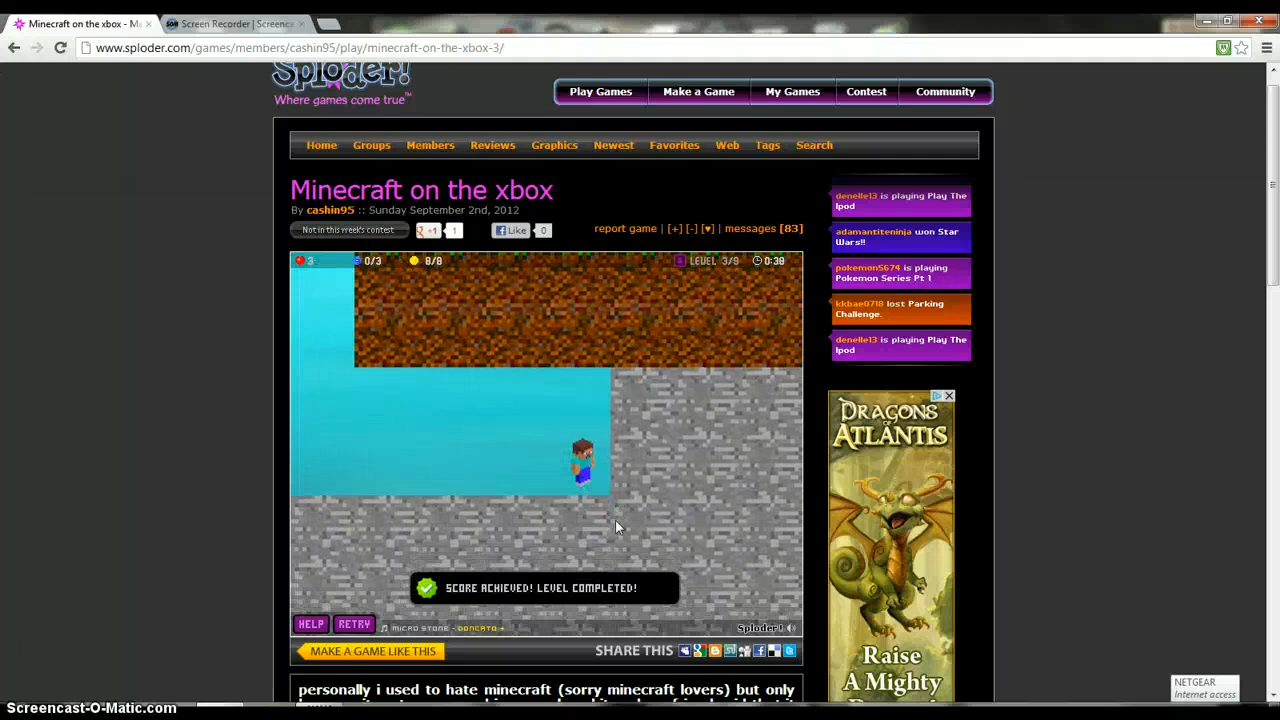 Minecraft on the xbox - M
Screen Recorder | Screenca
www.sploder.com/games/members/cashin95/play/minecraft-on-the-xbox-3/
Sploder!
Where games come true™
Play Games
Make a Game
My Games
Contest
Community
Home
Groups
Members
Reviews
Graphics
Newest
Favorites
Web
Tags
Search
Minecraft on the xbox
By cashin95 :: Sunday September 2nd, 2012
Not in this week's contest
+1
1
Like
0
report game | [+] [-] [♥] | messages [83]
denelle13 is playing Play The
Ipod
adamantiteninja won Star
Wars!!
pokemon5674 is playing
Pokemon Series Pt 1
kkbae0718 lost Parking
Challenge.
denelle13 is playing Play The
Ipod
3
0/3
8/8
LEVEL 3/9
0:38
SCORE ACHIEVED! LEVEL COMPLETED!
HELP
RETRY
MICRO STONE - DONCATO
Sploder!
MAKE A GAME LIKE THIS
SHARE THIS
DRAGONS
OF
ATLANTIS
Raise
A Mighty
personally i used to hate minecraft (sorry minecraft lovers) but only
NETGEAR
Internet access
Screencast-O-Matic.com